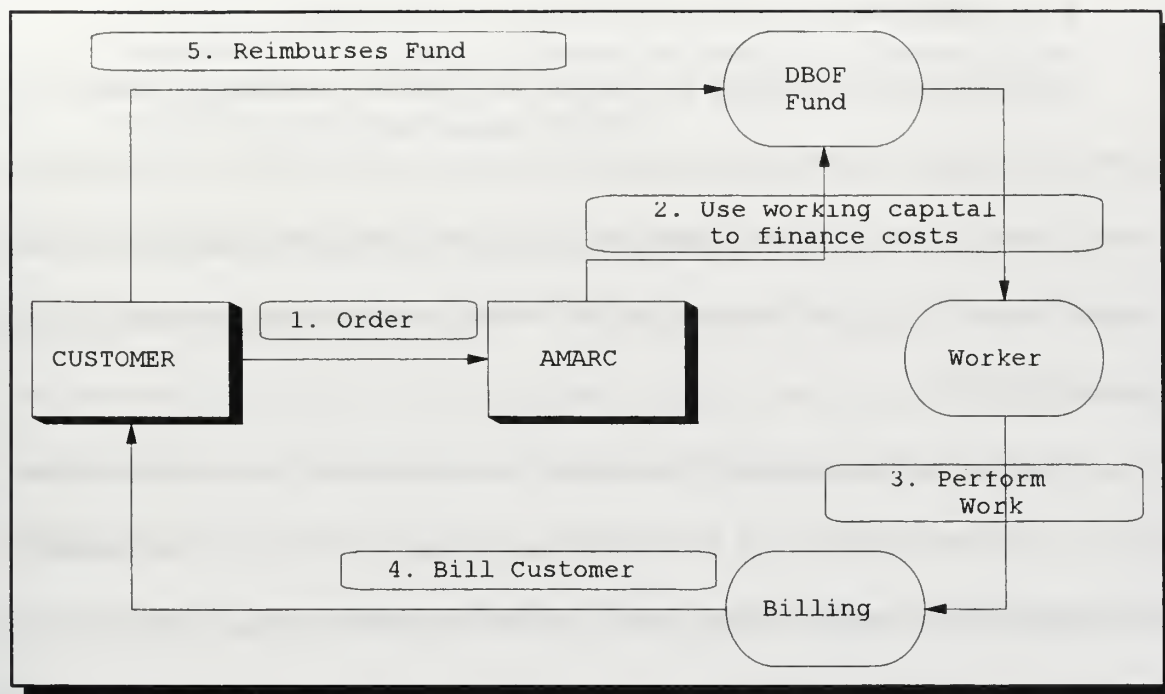 5. Reimburses Fund
DBOF
Fund
2. Use working capital
to finance costs
1. Order
CUSTOMER
AMARC
Worker
3. Perform
Work
4. Bill Customer
Billing